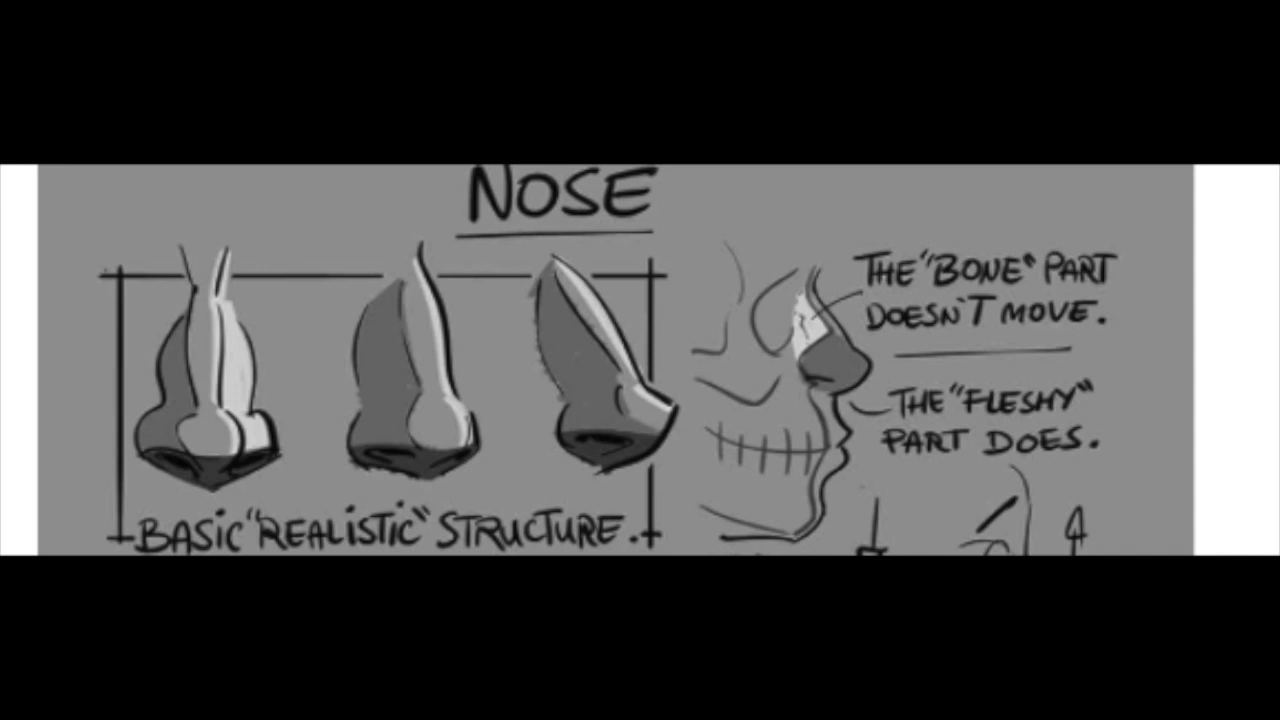 NOSE
THE "BONE" PART
DOESN'T MOVE.
THE "FLESHY"
PART DOES.
BASIC "REALISTIC" STRUCTURE.